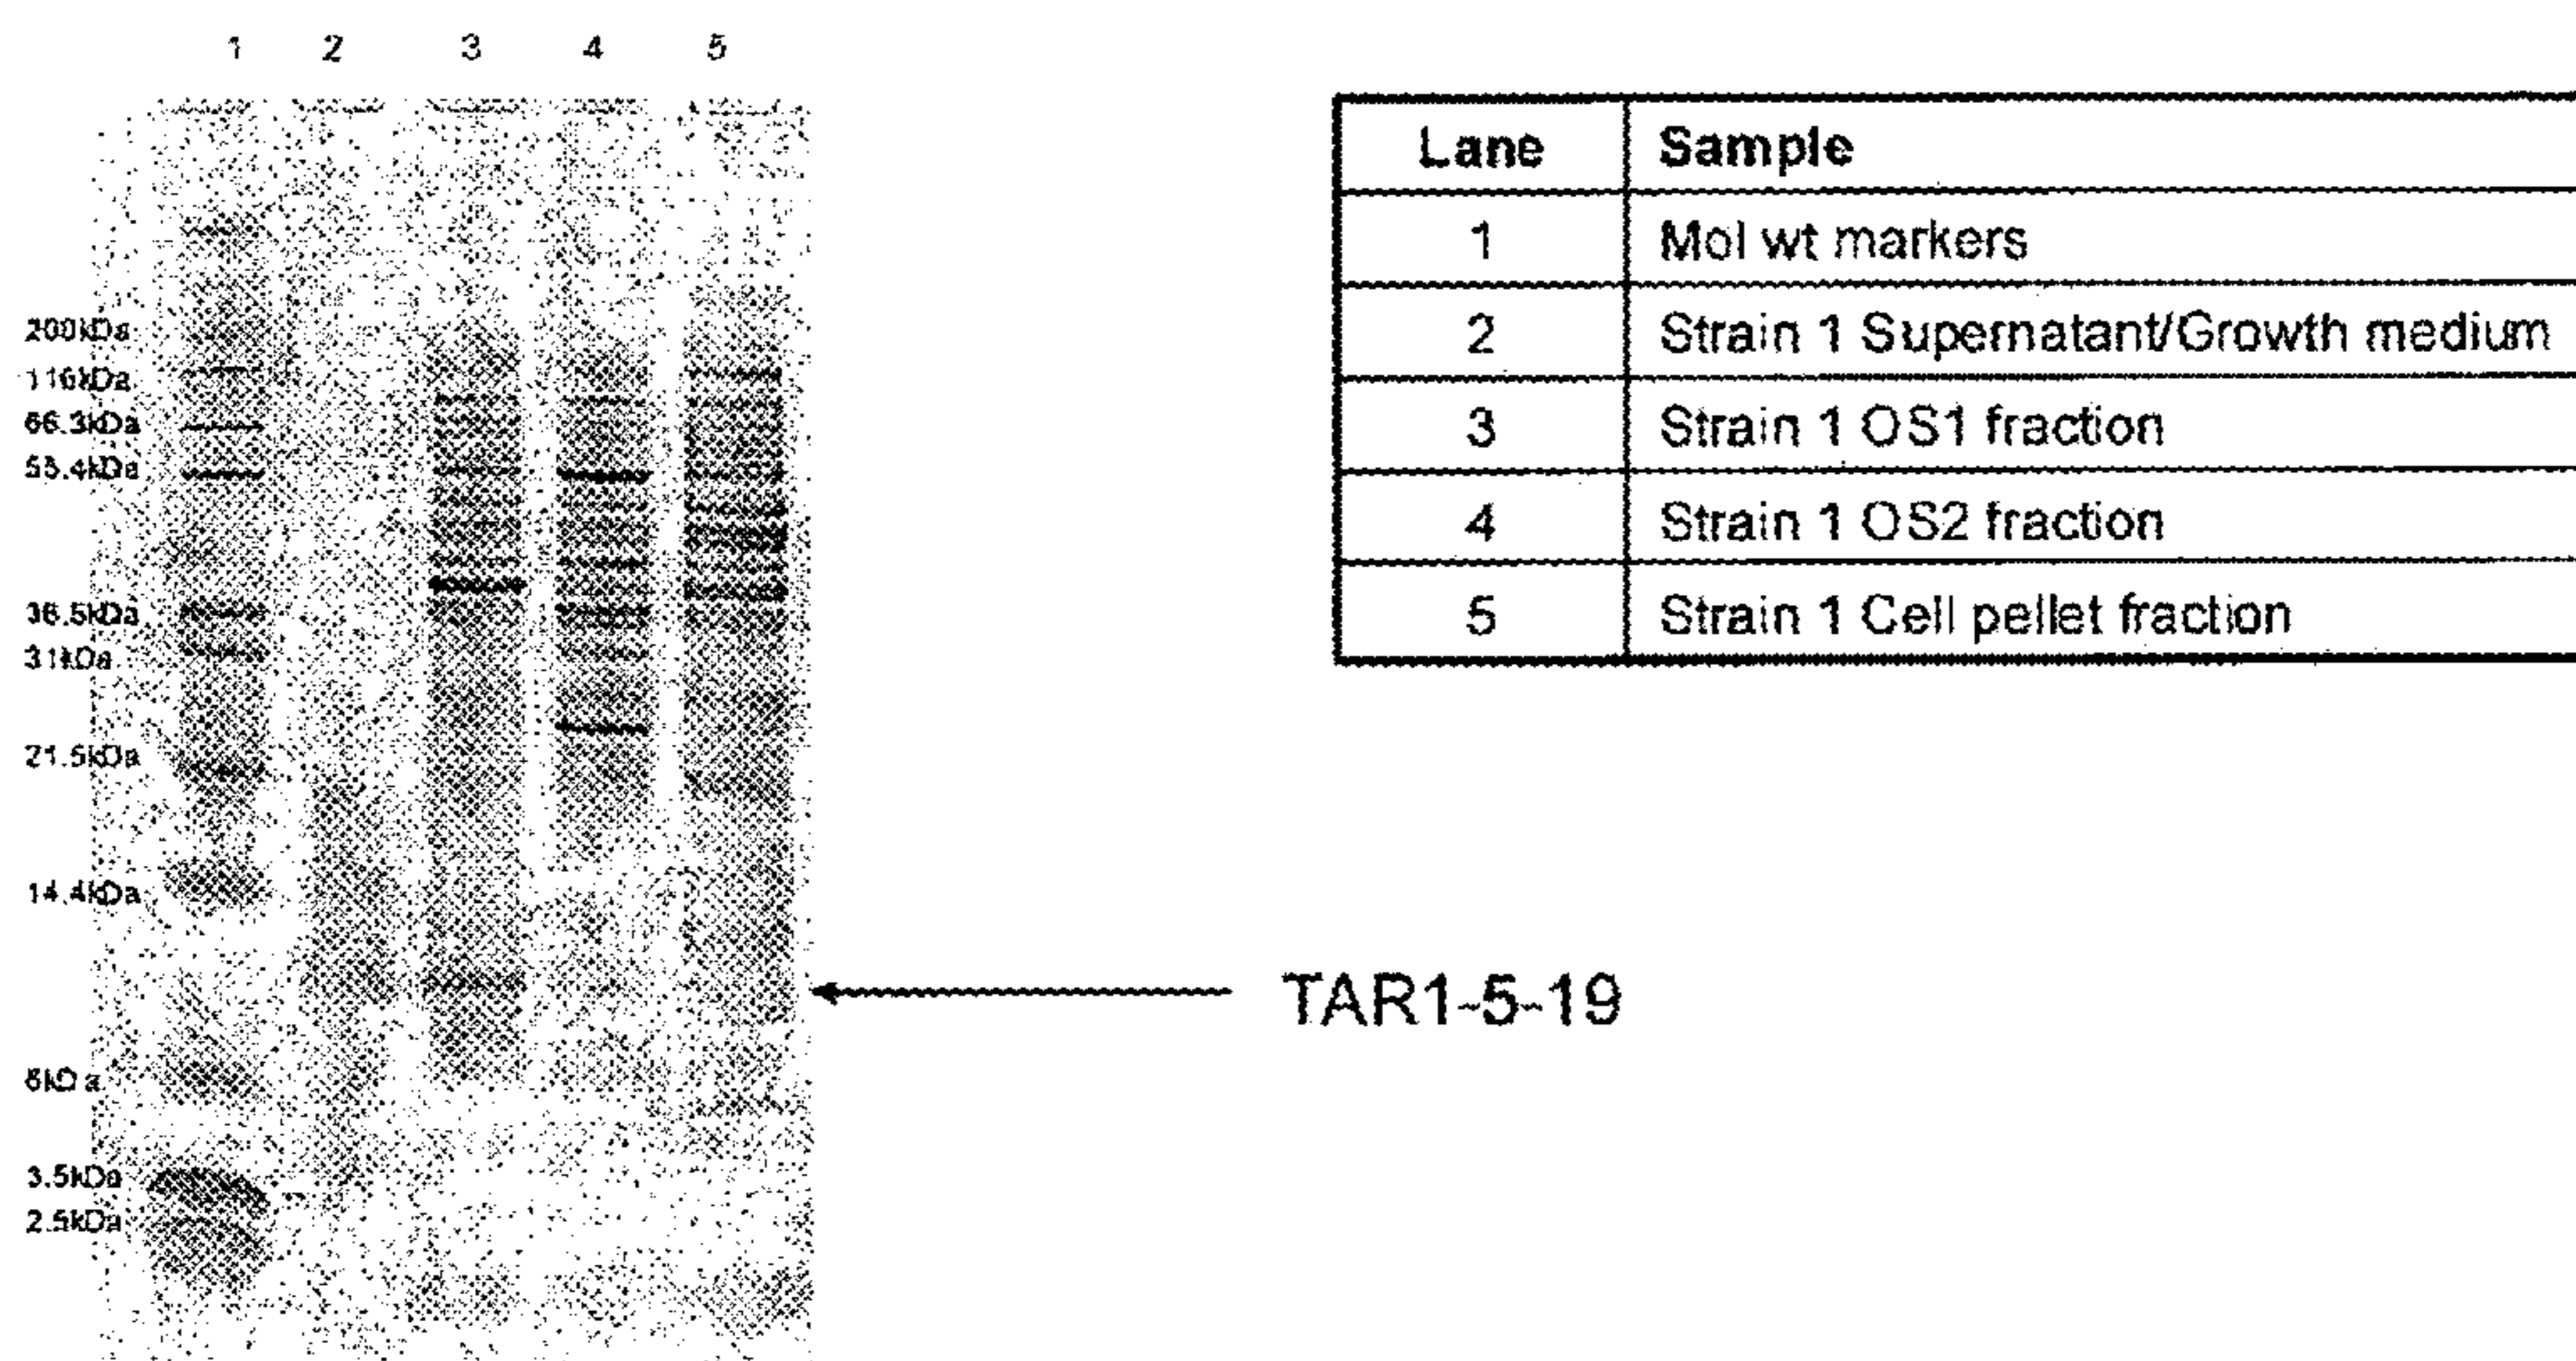 1 2 3 4 5
200kDa
116kDa
66.3kDa
55.4kDa
36.5kDa
31kDa
21.5kDa
14.4kDa
6kDa
3.5kDa
2.5kDa
TAR1-5-19
Lane Sample
1 Mol wt markers
2 Strain 1 Supernatant/Growth medium
3 Strain 1 OS1 fraction
4 Strain 1 OS2 fraction
5 Strain 1 Cell pellet fraction